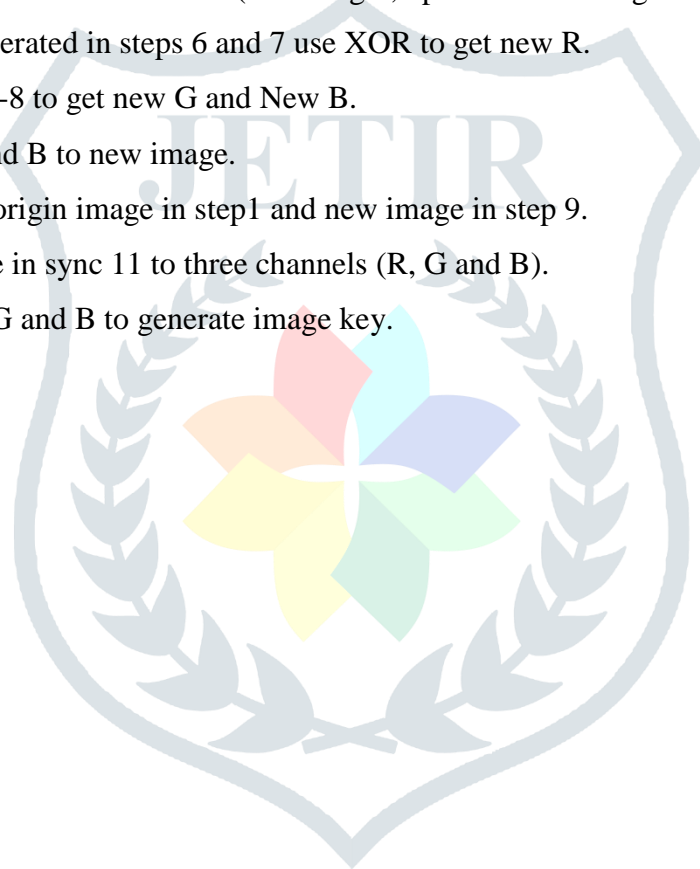 erated in steps 6 and 7 use XOR to get new R.
-8 to get new G and New B.
d B to new image.
JETIR
origin image in step1 and new image in step 9.
e in sync 11 to three channels (R, G and B).
G and B to generate image key.